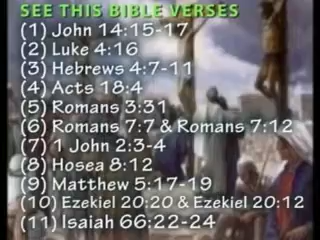 SEE THIS BIBLE VERSES
(1) John 14:15-17
(2) Luke 4:16
(3) Hebrews 4:7-11
(4) Acts 18:4
(5) Romans 3:31
(6) Romans 7:7 & Romans 7:12
(7) 1 John 2:3-4
(8) Hosea 8:12
(9) Matthew 5:17-19
(10) Ezekiel 20:20 & Ezekiel 20:12
(11) Isaiah 66:22-24